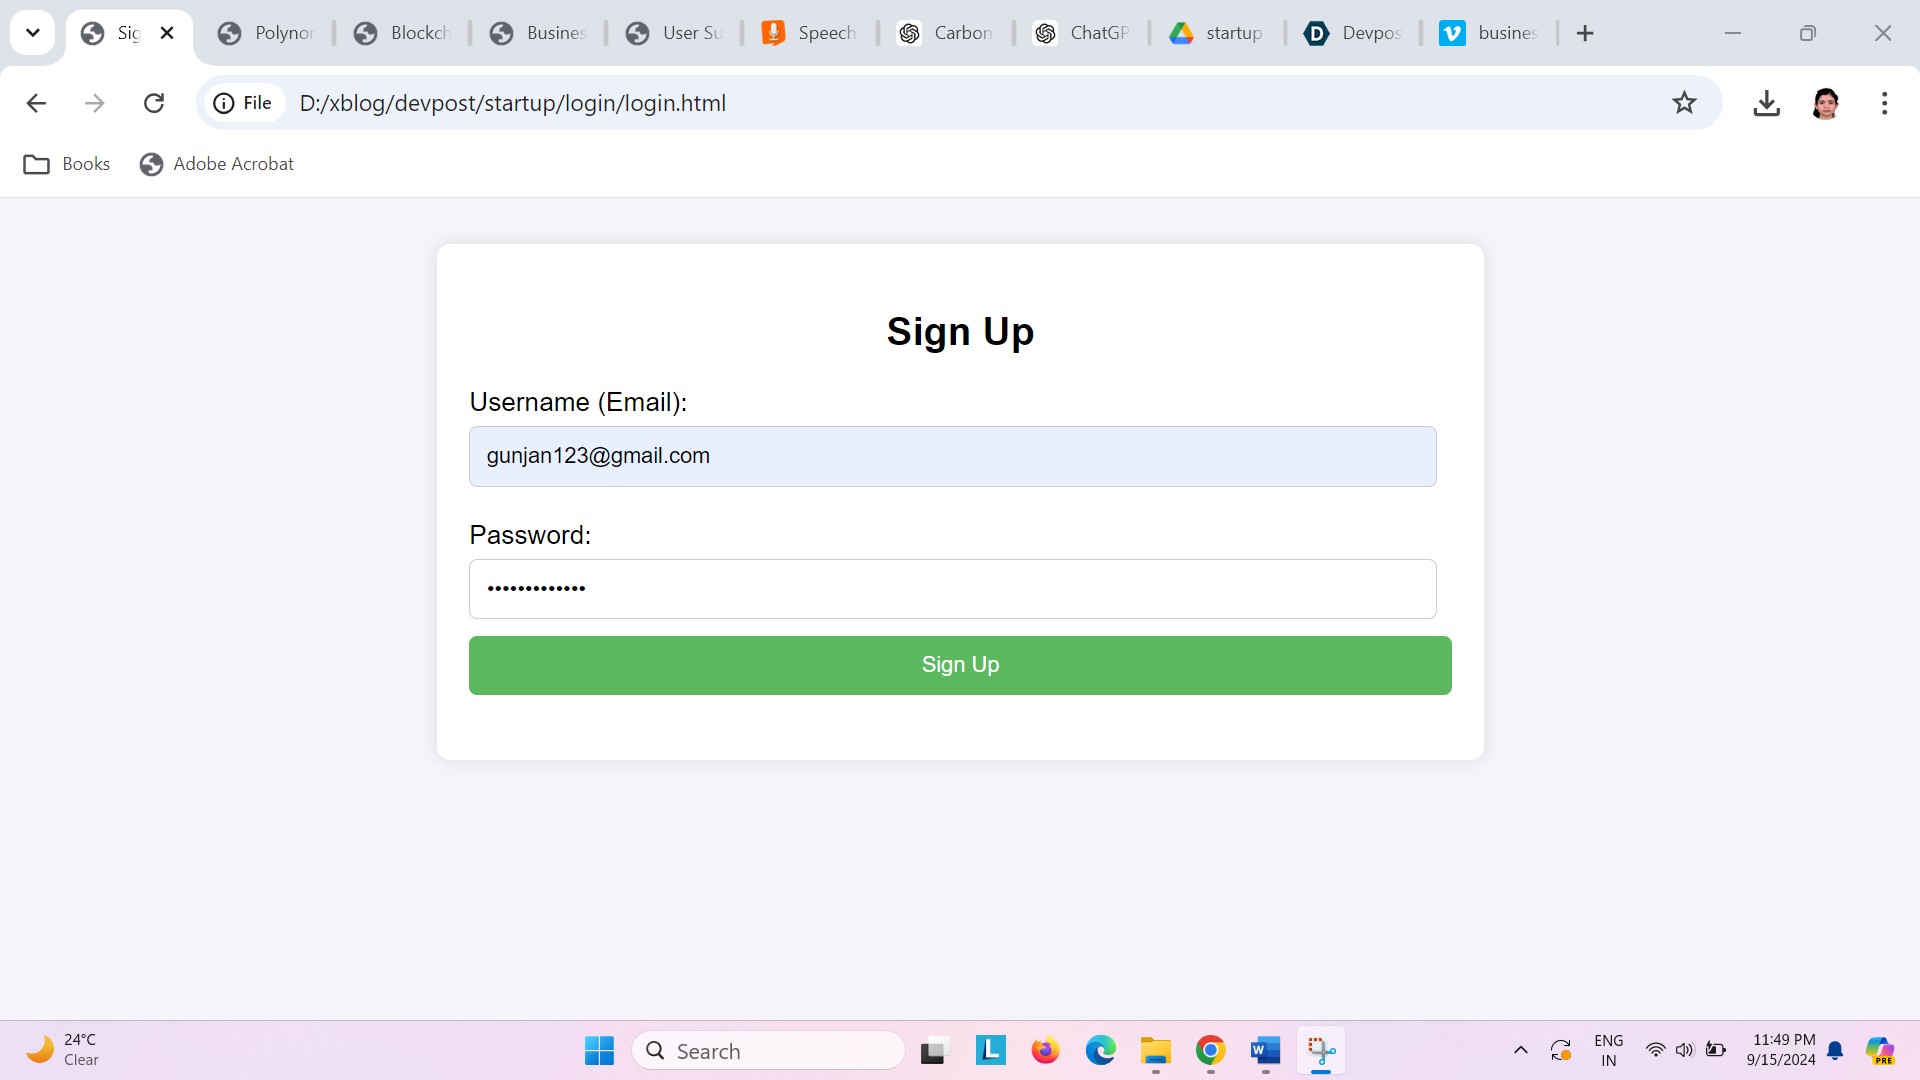 Sig
Polynor
Blockch
Busines
User Su
Speech
Carbon
ChatGP
startup
Devpos
busines
File
D:/xblog/devpost/startup/login/login.html
Books
Adobe Acrobat
Sign Up
Username (Email):
gunjan123@gmail.com
Password:
•••••••••••••
Sign Up
24°C
Clear
Search
ENG
IN
11:49 PM
9/15/2024
PRE